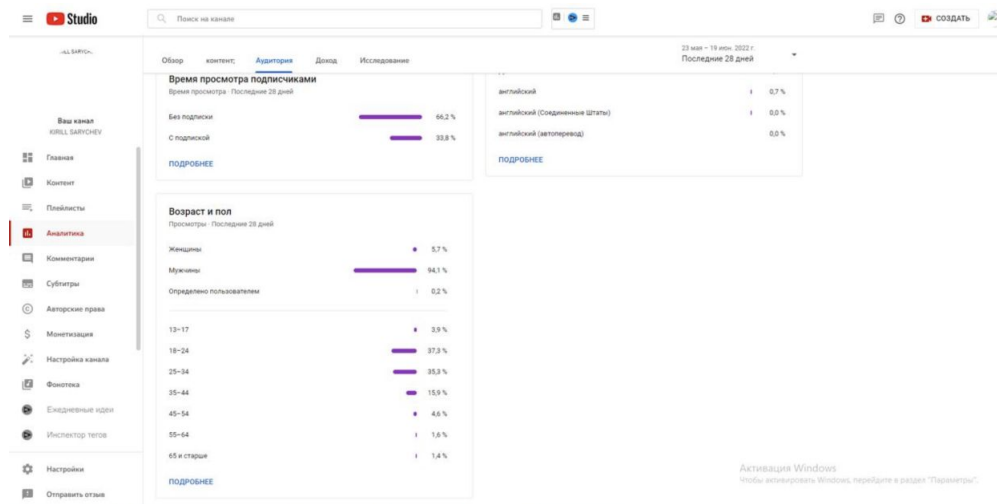 Studio
Поиск на канале
СОЗДАТЬ
Обзор контент; Аудитория Доход Исследование
23 мая – 19 июн. 2022 г.
Последние 28 дней
Ваш канал
KIRILL SARYCHEV
Главная
Контент
Плейлисты
Аналитика
Комментарии
Субтитры
Авторские права
Монетизация
Настройка канала
Фонотека
Ежедневные идеи
Инспектор тегов
Настройки
Отправить отзыв
Время просмотра подписчиками
Время просмотра · Последние 28 дней
Без подписки 66,2 %
С подпиской 33,8 %
ПОДРОБНЕЕ
английский 0,7 %
английский (Соединенные Штаты) 0,0 %
английский (автоперевод) 0,0 %
ПОДРОБНЕЕ
Возраст и пол
Просмотры · Последние 28 дней
Женщины 5,7 %
Мужчины 94,1 %
Определено пользователем 0,2 %
13–17 3,9 %
18–24 37,3 %
25–34 35,3 %
35–44 15,9 %
45–54 4,6 %
55–64 1,6 %
65 и старше 1,4 %
ПОДРОБНЕЕ
Активация Windows
Чтобы активировать Windows, перейдите в раздел "Параметры".